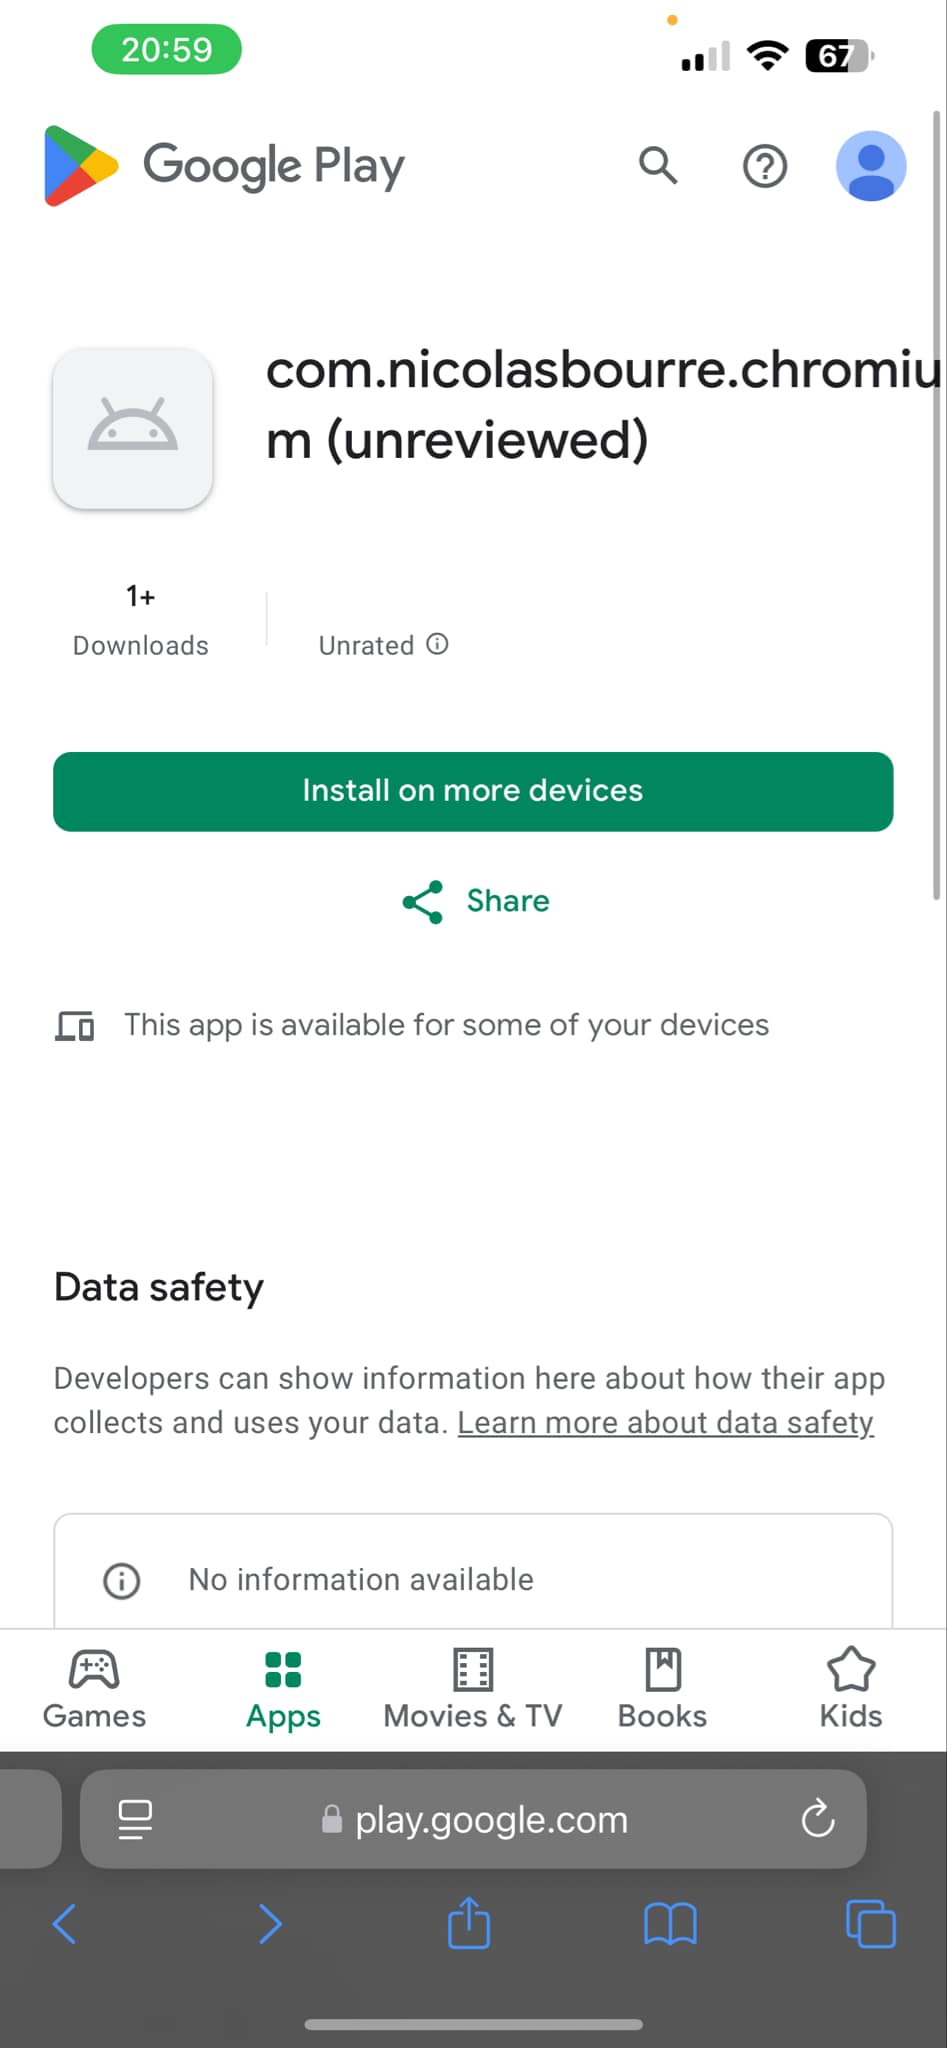 20:59
67
Google Play
com.nicolasbourre.chromiu
m (unreviewed)
1+
Downloads
Unrated
Install on more devices
Share
This app is available for some of your devices
Data safety
Developers can show information here about how their app
collects and uses your data. Learn more about data safety
No information available
Games
Apps
Movies & TV
Books
Kids
play.google.com